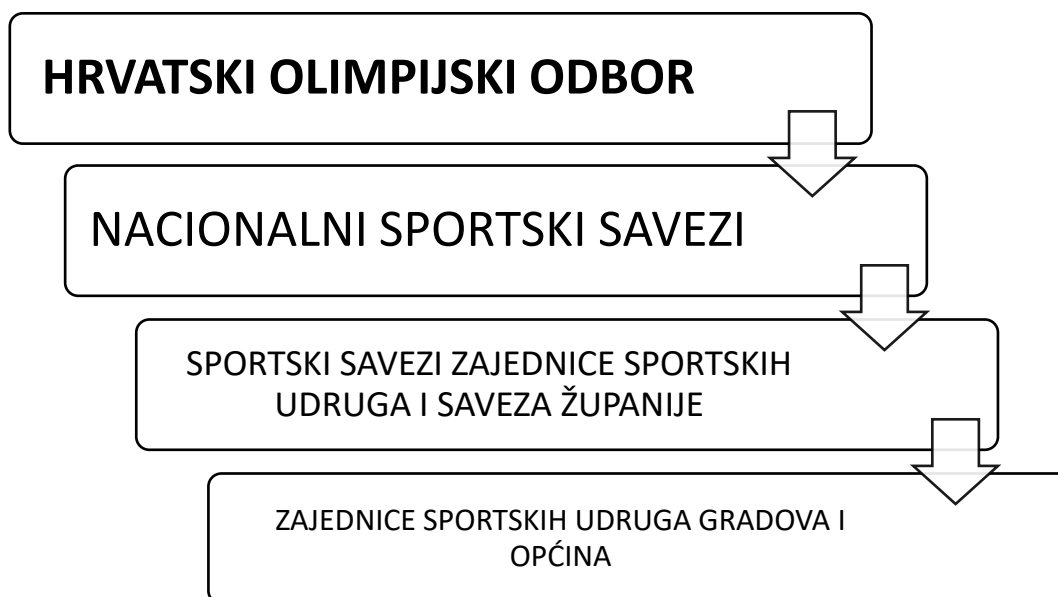 HRVATSKI OLIMPIJSKI ODBOR
NACIONALNI SPORTSKI SAVEZI
SPORTSKI SAVEZI ZAJEDNICE SPORTSKIH
UDRUGA I SAVEZA ŽUPANIJE
ZAJEDNICE SPORTSKIH UDRUGA GRADOVA I
OPĆINA